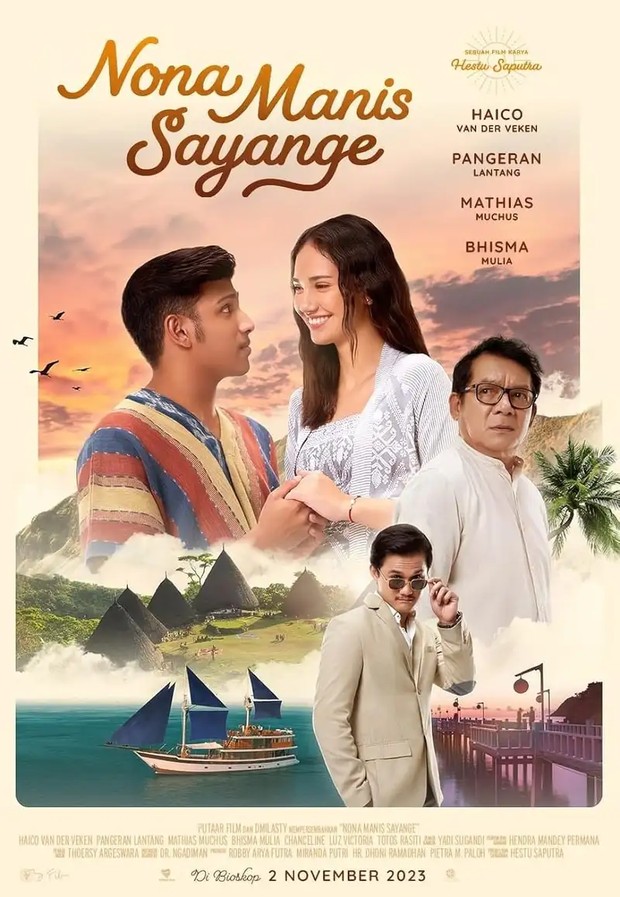 Nona Manis
Sayange
SEBUAH FILM KARYA
Hestu Saputra
HAICO
VAN DER VEKEN
PANGERAN
LANTANG
MATHIAS
MUCHUS
BHISMA
MULIA
PUTAAR FILM DAN DMILASTY MEMPERSEMBAHKAN "NONA MANIS SAYANGE"
HAICO VAN DER VEKEN PANGERAN LANTANG MATHIAS MUCHUS BHISMA MULIA CHANCELINE LUZ VICTORIA TOTOS RASITI YADI SUGANDI HENDRA MANDEY PERMANA
THOERSY ARGESWARA DR. NGADIMAN ROBBY ARYA FUTRA MIRANDA PUTRI HR. DHONI RAMADHAN PIETRA M. PALOH HESTU SAPUTRA
Di Bioskop 2 NOVEMBER 2023